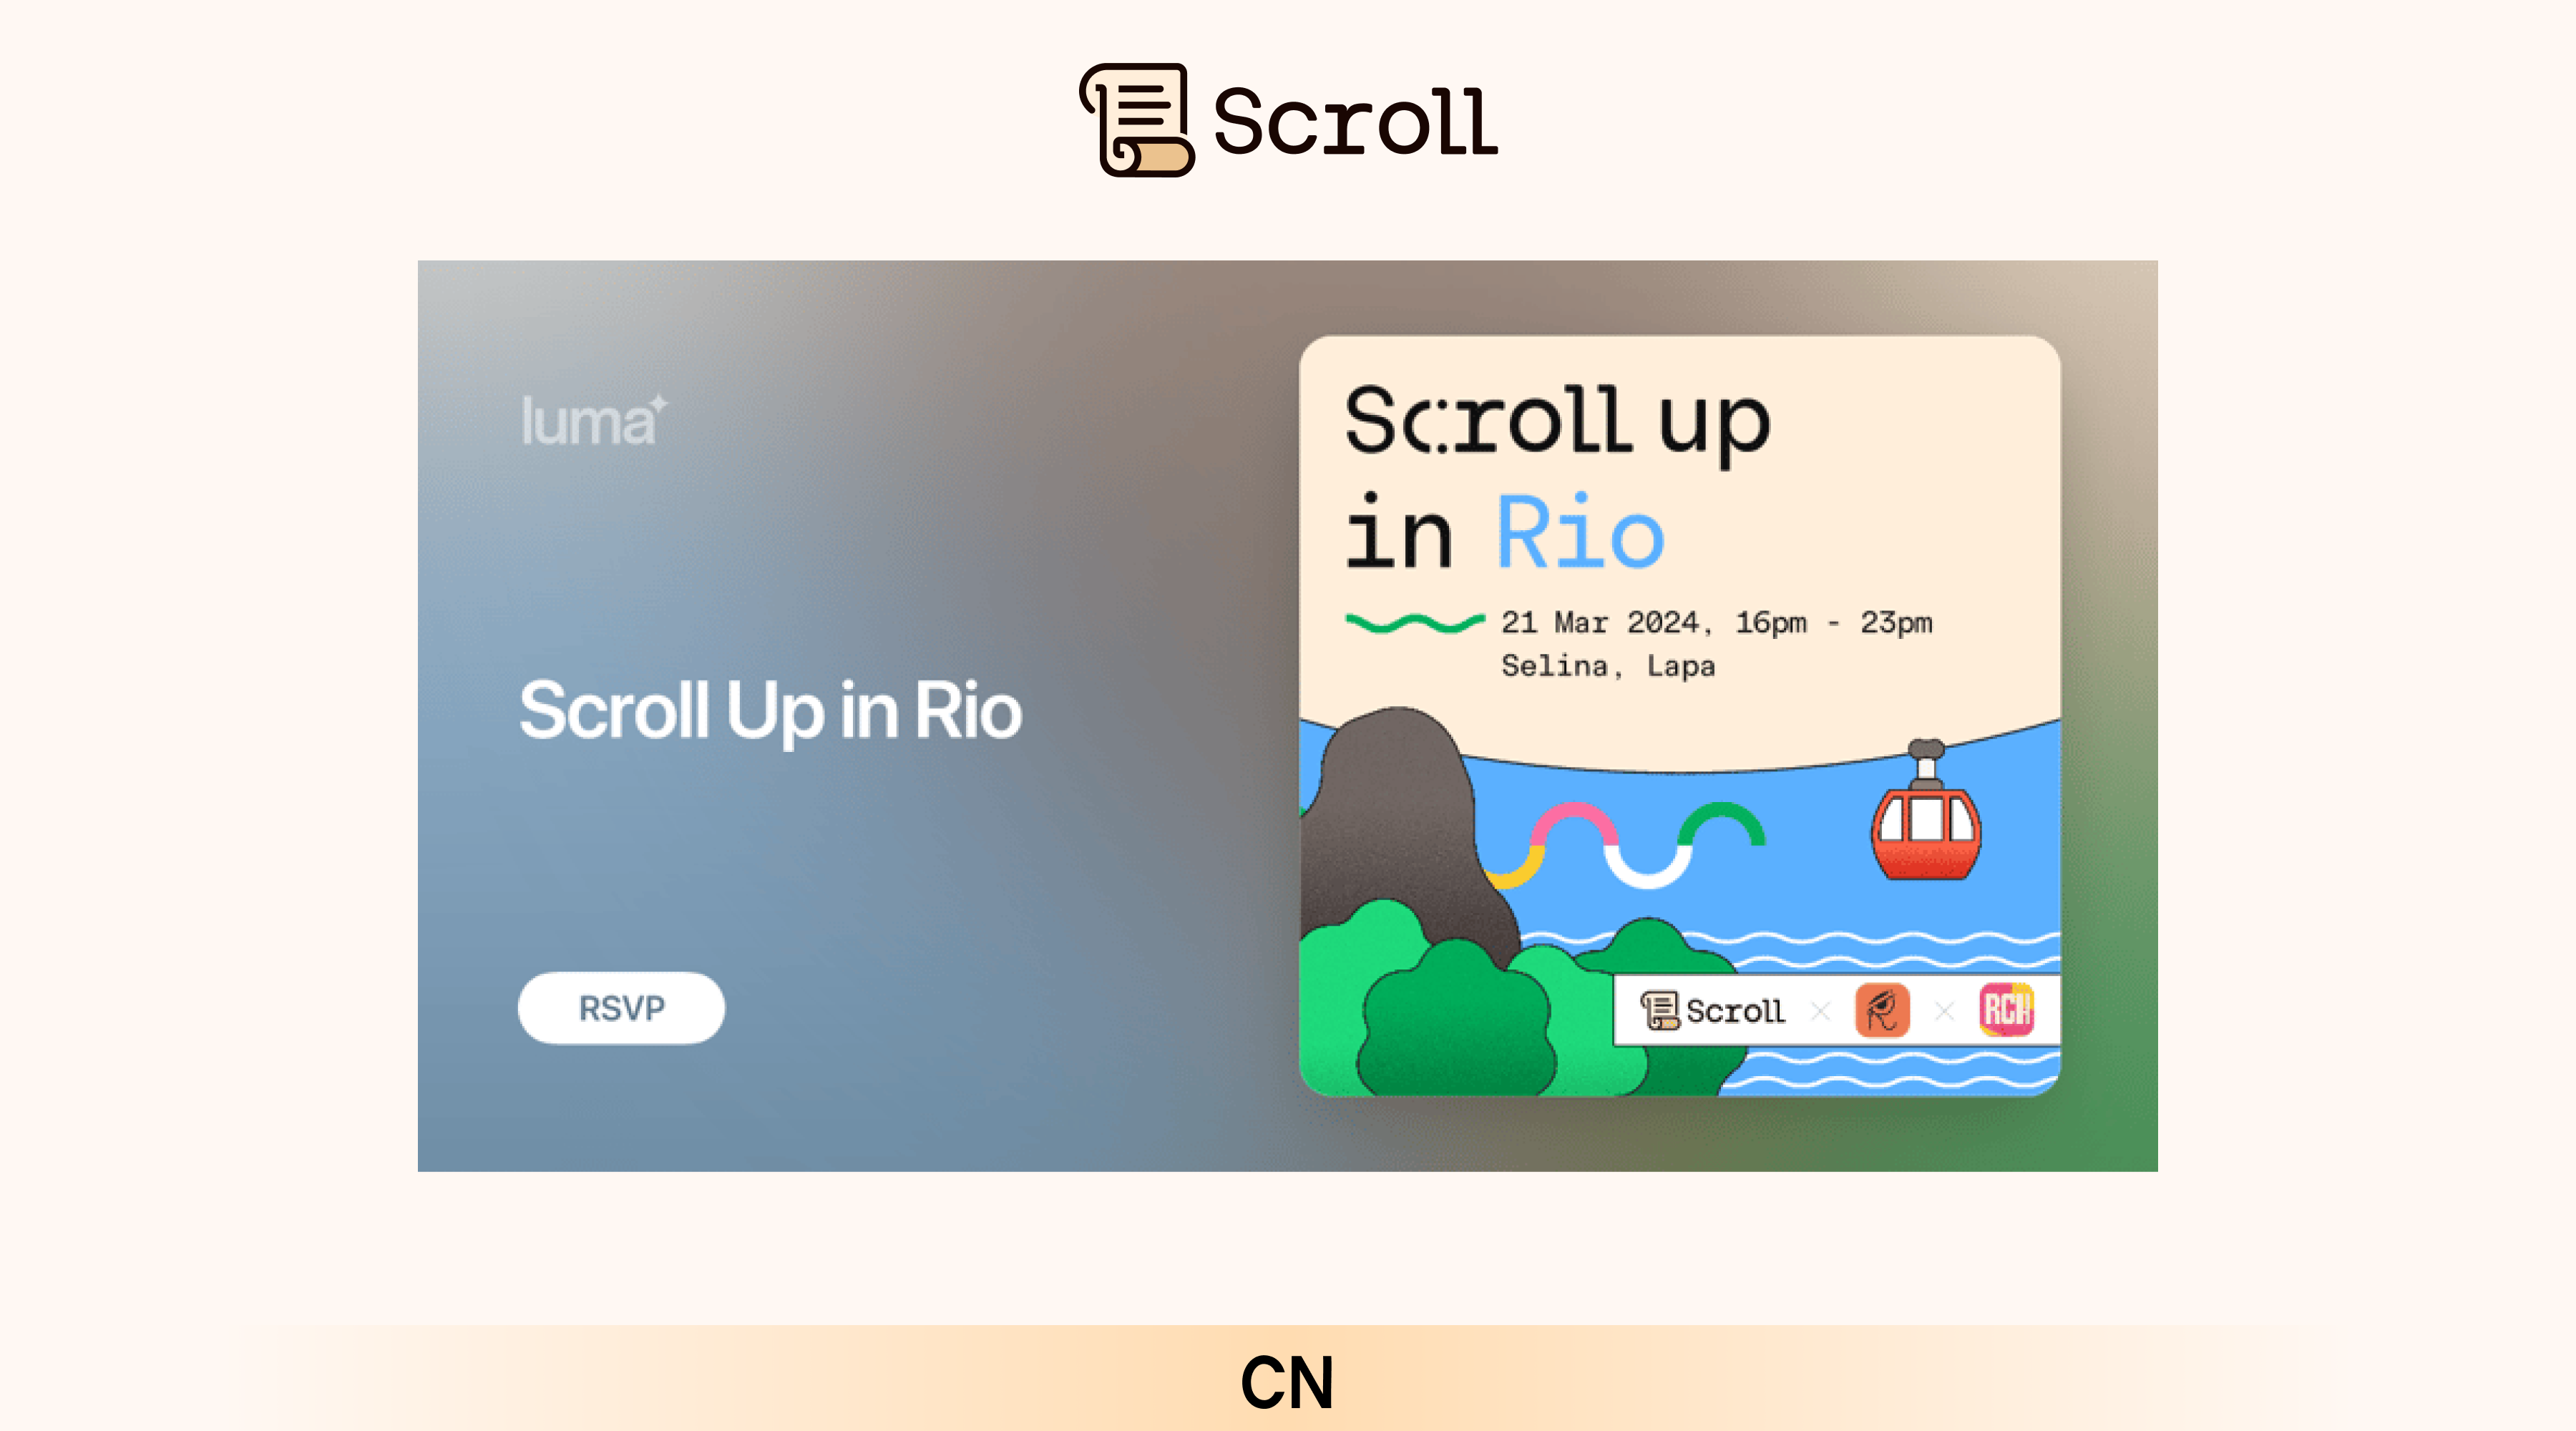 Scroll
luma
Scroll Up in Rio
RSVP
Scroll up
in Rio
21 Mar 2024, 16pm - 23pm
Selina, Lapa
Scroll
RCH
CN